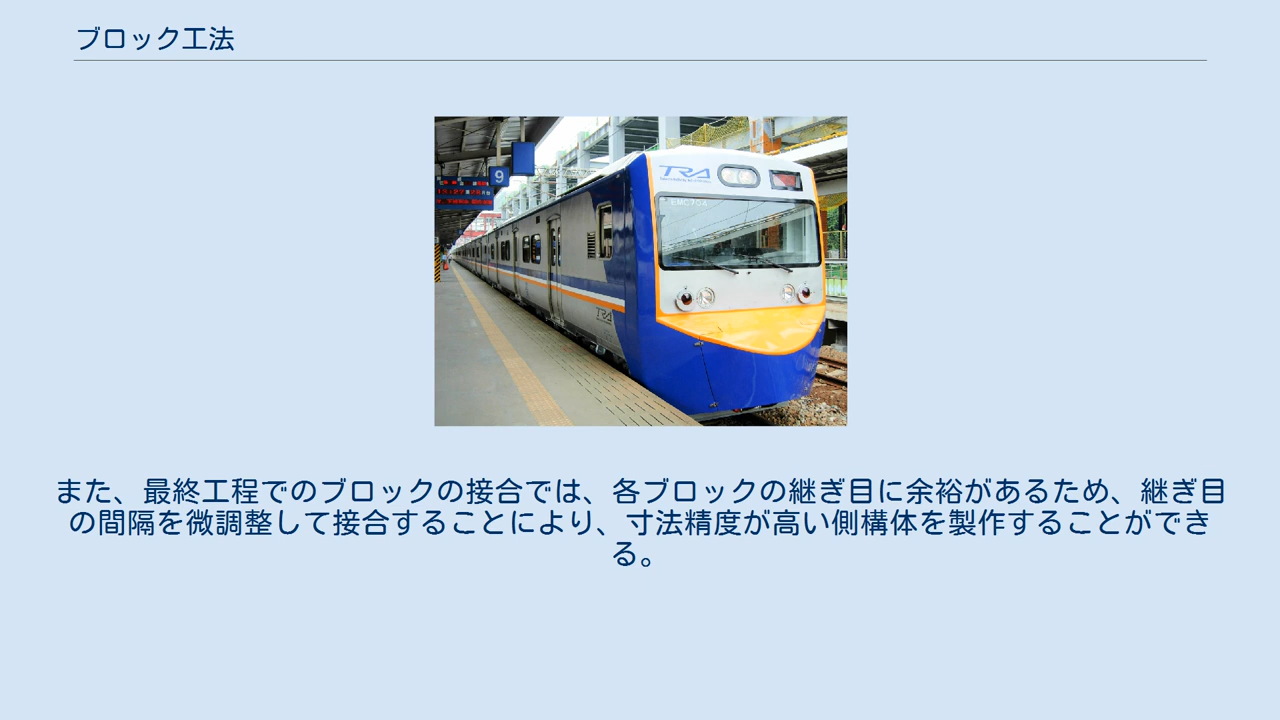 ブロック工法
9
TRA
EMC704
TRA
また、最終工程でのブロックの接合では、各ブロックの継ぎ目に余裕があるため、継ぎ目
の間隔を微調整して接合することにより、寸法精度が高い側構体を製作することができ
る。